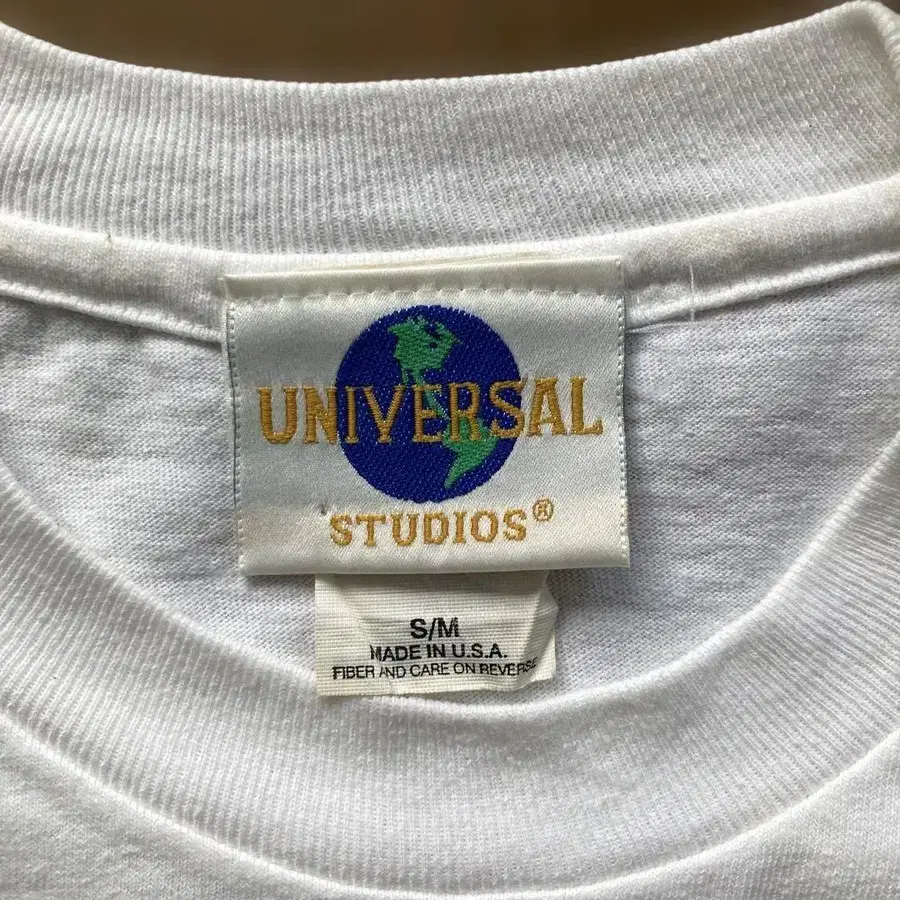 UNIVERSAL
STUDIOS®
S/M
MADE IN U.S.A.
FIBER AND CARE ON REVERSE